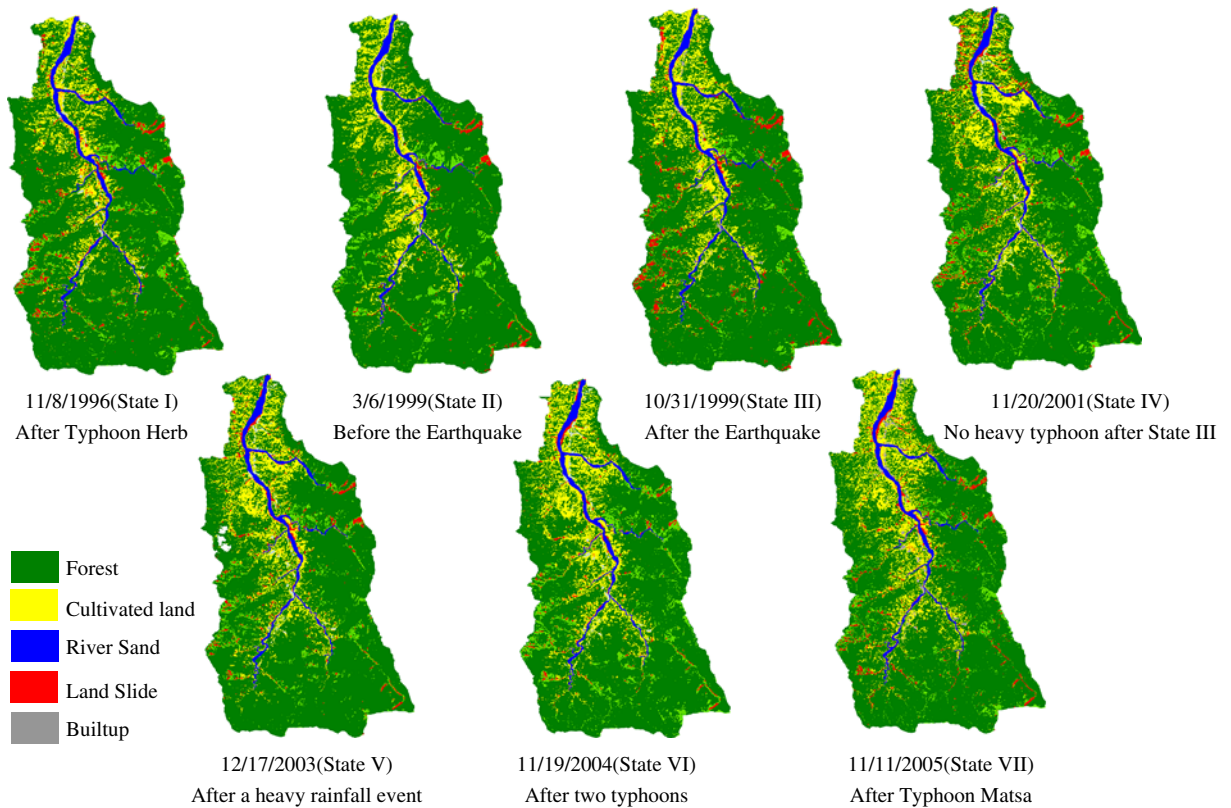 11/8/1996(State I)
After Typhoon Herb
3/6/1999(State II)
Before the Earthquake
10/31/1999(State III)
After the Earthquake
11/20/2001(State IV)
No heavy typhoon after State III
Forest
Cultivated land
River Sand
Land Slide
Builtup
12/17/2003(State V)
After a heavy rainfall event
11/19/2004(State VI)
After two typhoons
11/11/2005(State VII)
After Typhoon Matsa